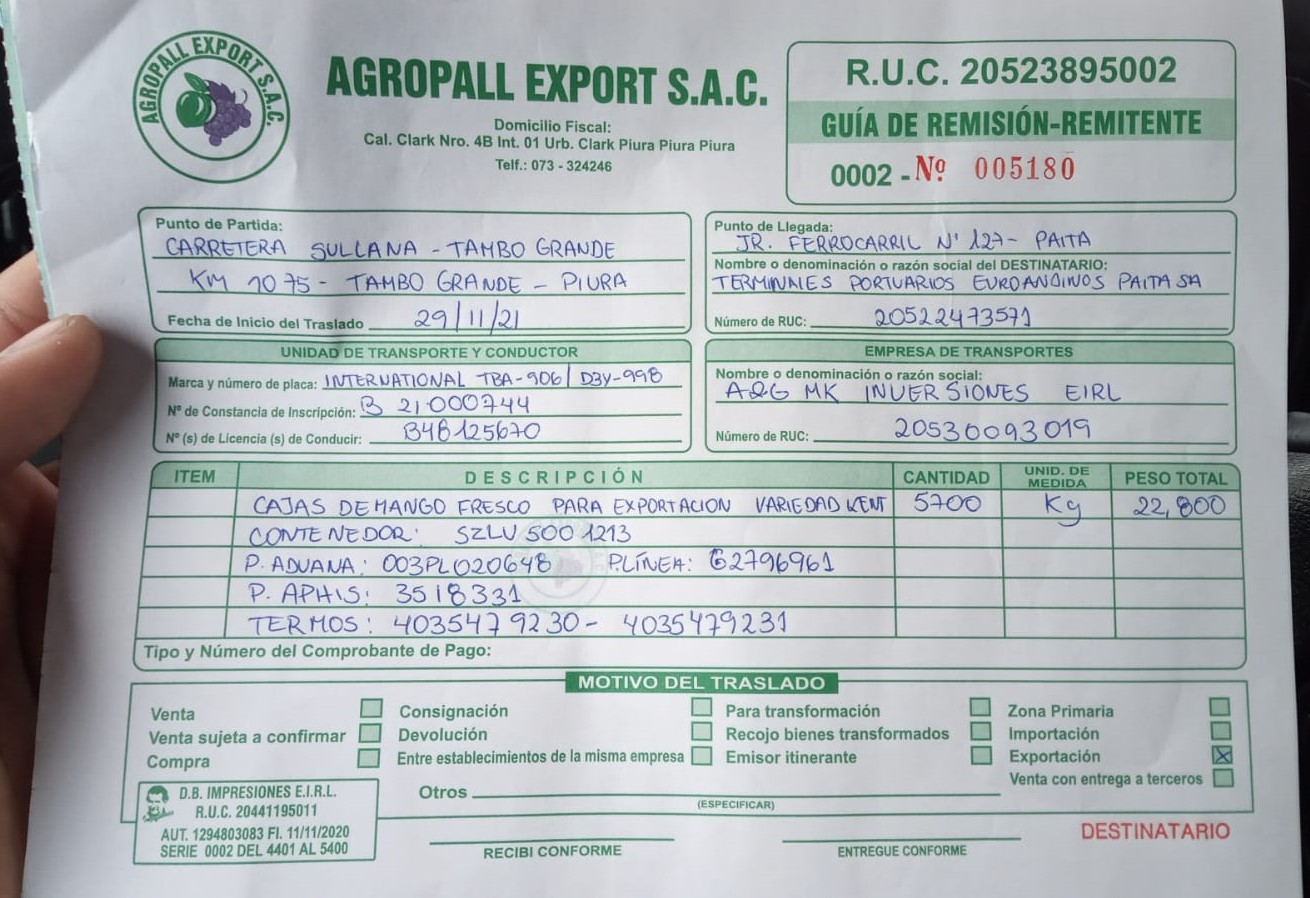 AGROPALL EXPORT S.A.C.
AGROPALL EXPORT S.A.C.
Domicilio Fiscal:
Cal. Clark Nro. 4B Int. 01 Urb. Clark Piura Piura Piura
Telf.: 073 - 324246
R.U.C. 20523895002
GUÍA DE REMISIÓN-REMITENTE
0002 - Nº 005180
Punto de Partida:
CARRETERA SULLANA - TAMBO GRANDE
KM 1075 - TAMBO GRANDE - PIURA
Fecha de Inicio del Traslado 29/11/21
Punto de Llegada:
JR. FERROCARRIL Nº 127 - PAITA
Nombre o denominación o razón social del DESTINATARIO:
TERMINALES PORTUARIOS EUROANDINOS PAITA SA
Número de RUC: 20522473571
UNIDAD DE TRANSPORTE Y CONDUCTOR
Marca y número de placa: INTERNATIONAL TBA-906 / D3Y-998
Nº de Constancia de Inscripción: B 21000744
Nº (s) de Licencia (s) de Conducir: B48125670
EMPRESA DE TRANSPORTES
Nombre o denominación o razón social:
A&G MK INVERSIONES EIRL
Número de RUC: 20530093019
ITEM DESCRIPCIÓN CANTIDAD UNID. DE MEDIDA PESO TOTAL
CAJAS DE MANGO FRESCO PARA EXPORTACION VARIEDAD KENT 5700 Kg 22,800
CONTENEDOR: SZLU 500 1213
P. ADUANA: 003PL020648 P.LÍNEA: 62796961
P. APHIS: 3518331
TERMOS: 4035479230 - 4035479231
Tipo y Número del Comprobante de Pago:
MOTIVO DEL TRASLADO
Venta Consignación Para transformación Zona Primaria
Venta sujeta a confirmar Devolución Recojo bienes transformados Importación
Compra Entre establecimientos de la misma empresa Emisor itinerante Exportación X
Venta con entrega a terceros
Otros
(ESPECIFICAR)
D.B. IMPRESIONES E.I.R.L.
R.U.C. 20441195011
AUT. 1294803083 FI. 11/11/2020
SERIE 0002 DEL 4401 AL 5400
RECIBI CONFORME
ENTREGUE CONFORME
DESTINATARIO